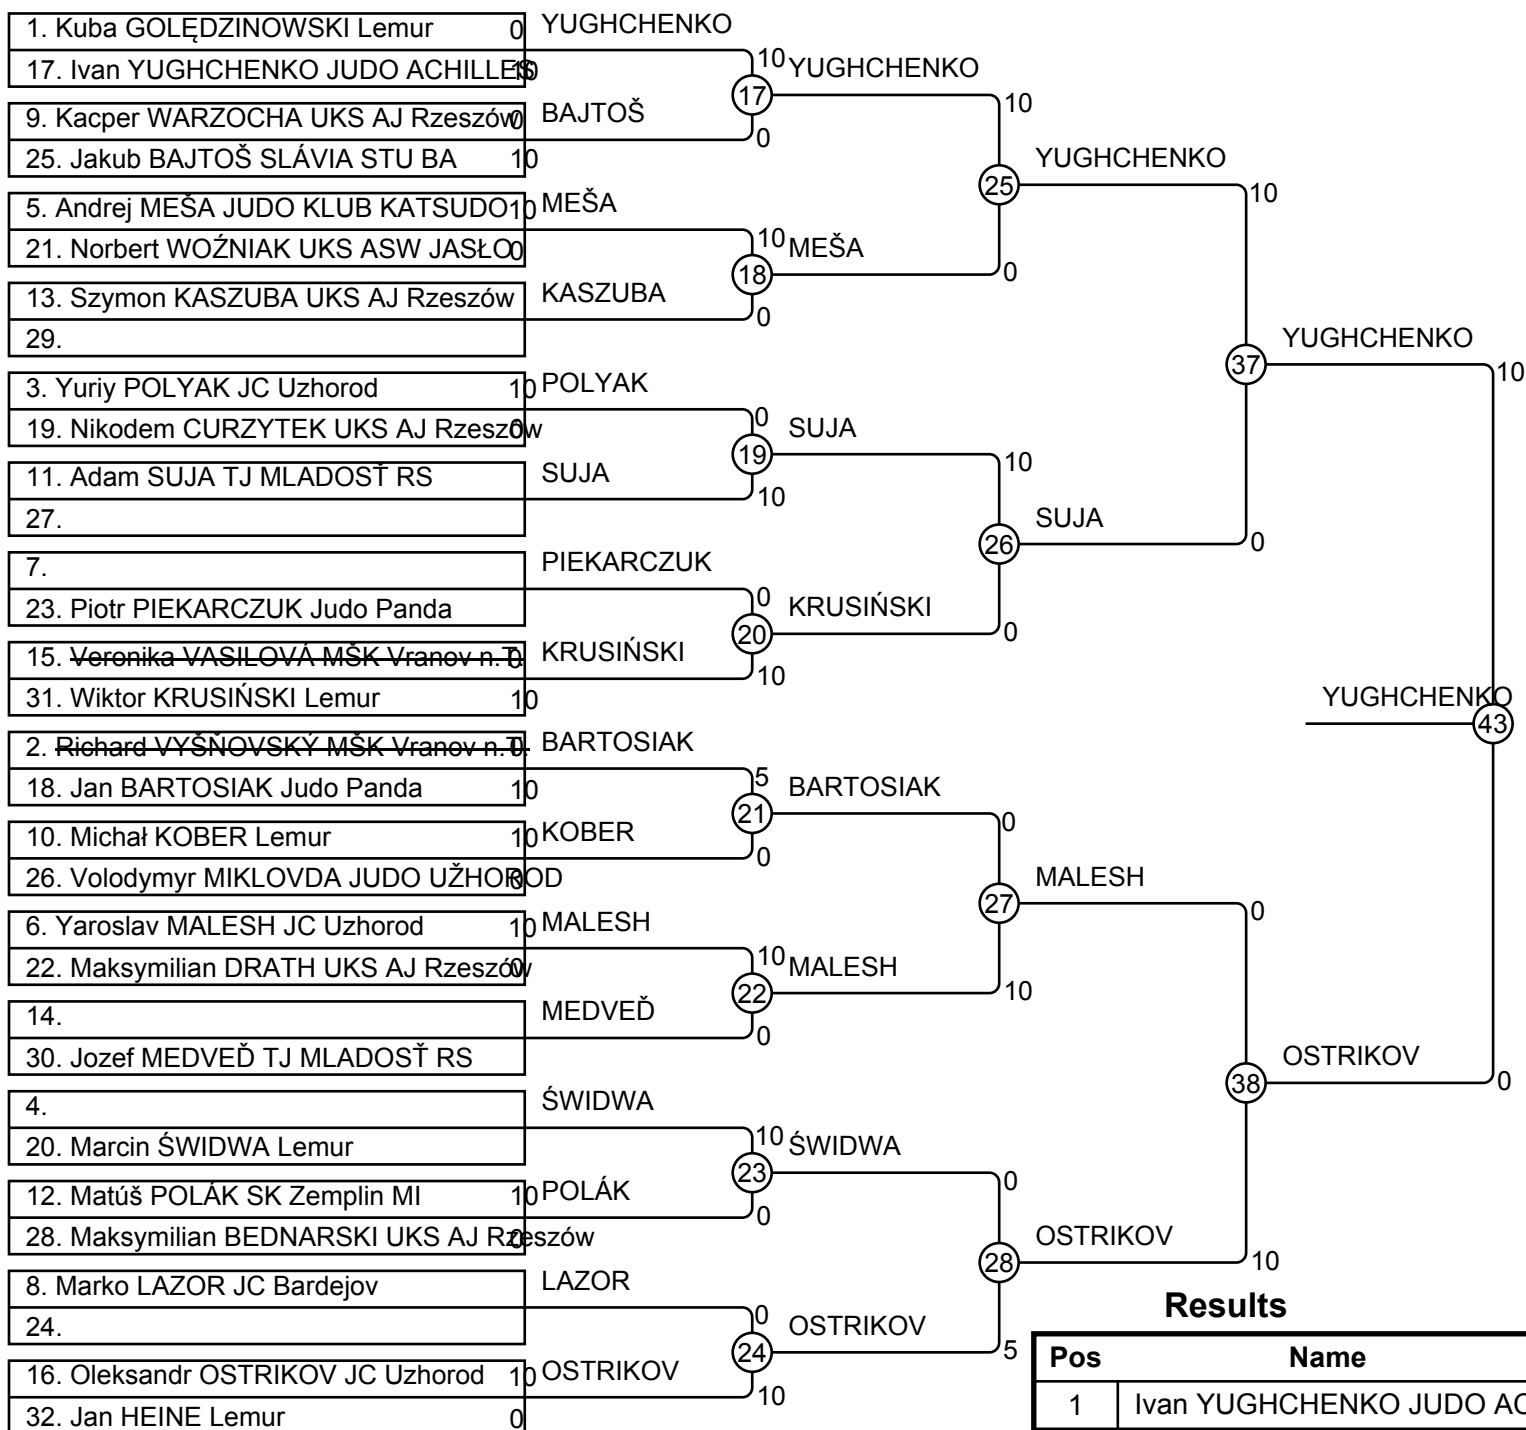 1. Kuba GOLĘDZINOWSKI Lemur 0
17. Ivan YUGHCHENKO JUDO ACHILLES 10
9. Kacper WARZOCHA UKS AJ Rzeszów 0
25. Jakub BAJTOŠ SLÁVIA STU BA 10
5. Andrej MEŠA JUDO KLUB KATSUDO 10
21. Norbert WOŹNIAK UKS ASW JASŁO 0
13. Szymon KASZUBA UKS AJ Rzeszów
29.
3. Yuriy POLYAK JC Uzhorod 10
19. Nikodem CURZYTEK UKS AJ Rzeszów 0
11. Adam SUJA TJ MLADOSŤ RS
27.
7.
23. Piotr PIEKARCZUK Judo Panda
15. Veronika VASILOVÁ MŠK Vranov n.T. 0
31. Wiktor KRUSIŃSKI Lemur 10
2. Richard VYŠŇOVSKÝ MŠK Vranov n.T. 0
18. Jan BARTOSIAK Judo Panda 10
10. Michał KOBER Lemur 10
26. Volodymyr MIKLOVDA JUDO UŽHOROD 0
6. Yaroslav MALESH JC Uzhorod 10
22. Maksymilian DRATH UKS AJ Rzeszów 0
14.
30. Jozef MEDVEĎ TJ MLADOSŤ RS
4.
20. Marcin ŚWIDWA Lemur
12. Matúš POLÁK SK Zemplin MI 10
28. Maksymilian BEDNARSKI UKS AJ Rzeszów 0
8. Marko LAZOR JC Bardejov
24.
16. Oleksandr OSTRIKOV JC Uzhorod 10
32. Jan HEINE Lemur 0
YUGHCHENKO 10
17
BAJTOŠ 0
MEŠA 10
18
KASZUBA 0
POLYAK 0
19
SUJA 10
PIEKARCZUK 0
20
KRUSIŃSKI 10
BARTOSIAK 5
21
KOBER 0
MALESH 10
22
MEDVEĎ 0
ŚWIDWA 10
23
POLÁK 0
LAZOR 0
24
OSTRIKOV 10
YUGHCHENKO 10
25
MEŠA 0
SUJA 10
26
KRUSIŃSKI 0
BARTOSIAK 0
27
MALESH 10
ŚWIDWA 0
28
OSTRIKOV 5
YUGHCHENKO 10
37
SUJA 0
MALESH 0
38
OSTRIKOV 10
YUGHCHENKO 10
YUGHCHENKO
43
OSTRIKOV 0
Results
Pos Name
1 Ivan YUGHCHENKO JUDO AC